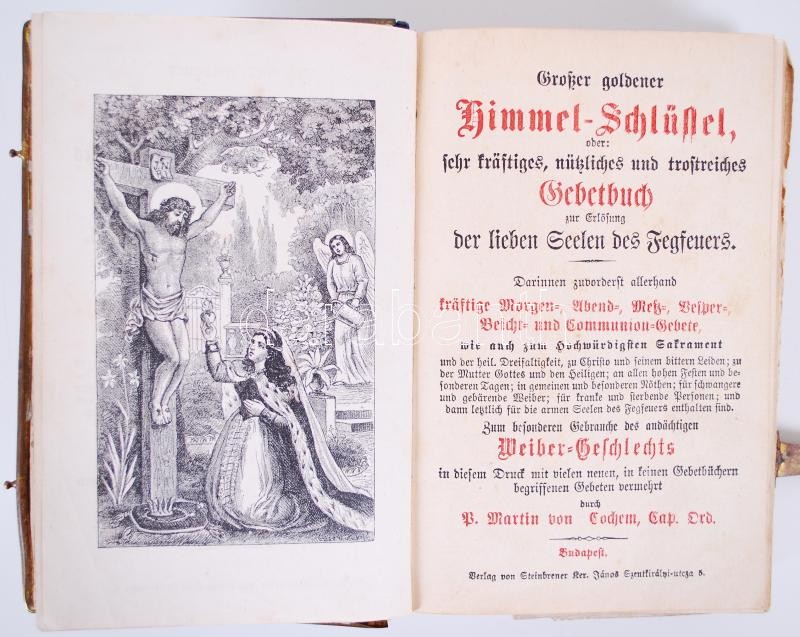 Großer goldener
Himmel-Schlüssel,
oder:
sehr kräftiges, nützliches und trostreiches
Gebetbuch
zur Erlösung
der lieben Seelen des Fegfeuers.
Darinnen zuvorderst allerhand
kräftige Morgen-, Abend-, Meß-, Vesper-,
Beicht- und Communion-Gebete,
wie auch zum Hochwürdigsten Sakrament
und der heil. Dreifaltigkeit, zu Christo und seinem bittern Leiden; zu
der Mutter Gottes und den Heiligen; an allen hohen Festen und be-
sonderen Tagen; in gemeinen und besonderen Nöthen; für schwangere
und gebärende Weiber; für kranke und sterbende Personen; und
dann letzlich für die armen Seelen des Fegfeuers enthalten sind.
Zum besonderen Gebrauche des andächtigen
Weiber-Geschlechts
in diesem Druck mit vielen neuen, in keinen Gebetbüchern
begriffenen Gebeten vermehrt
durch
P. Martin von Cochem, Cap. Ord.
Budapest.
Verlag von Steinbrener Ker. János Szentkirályi-utcza 5.